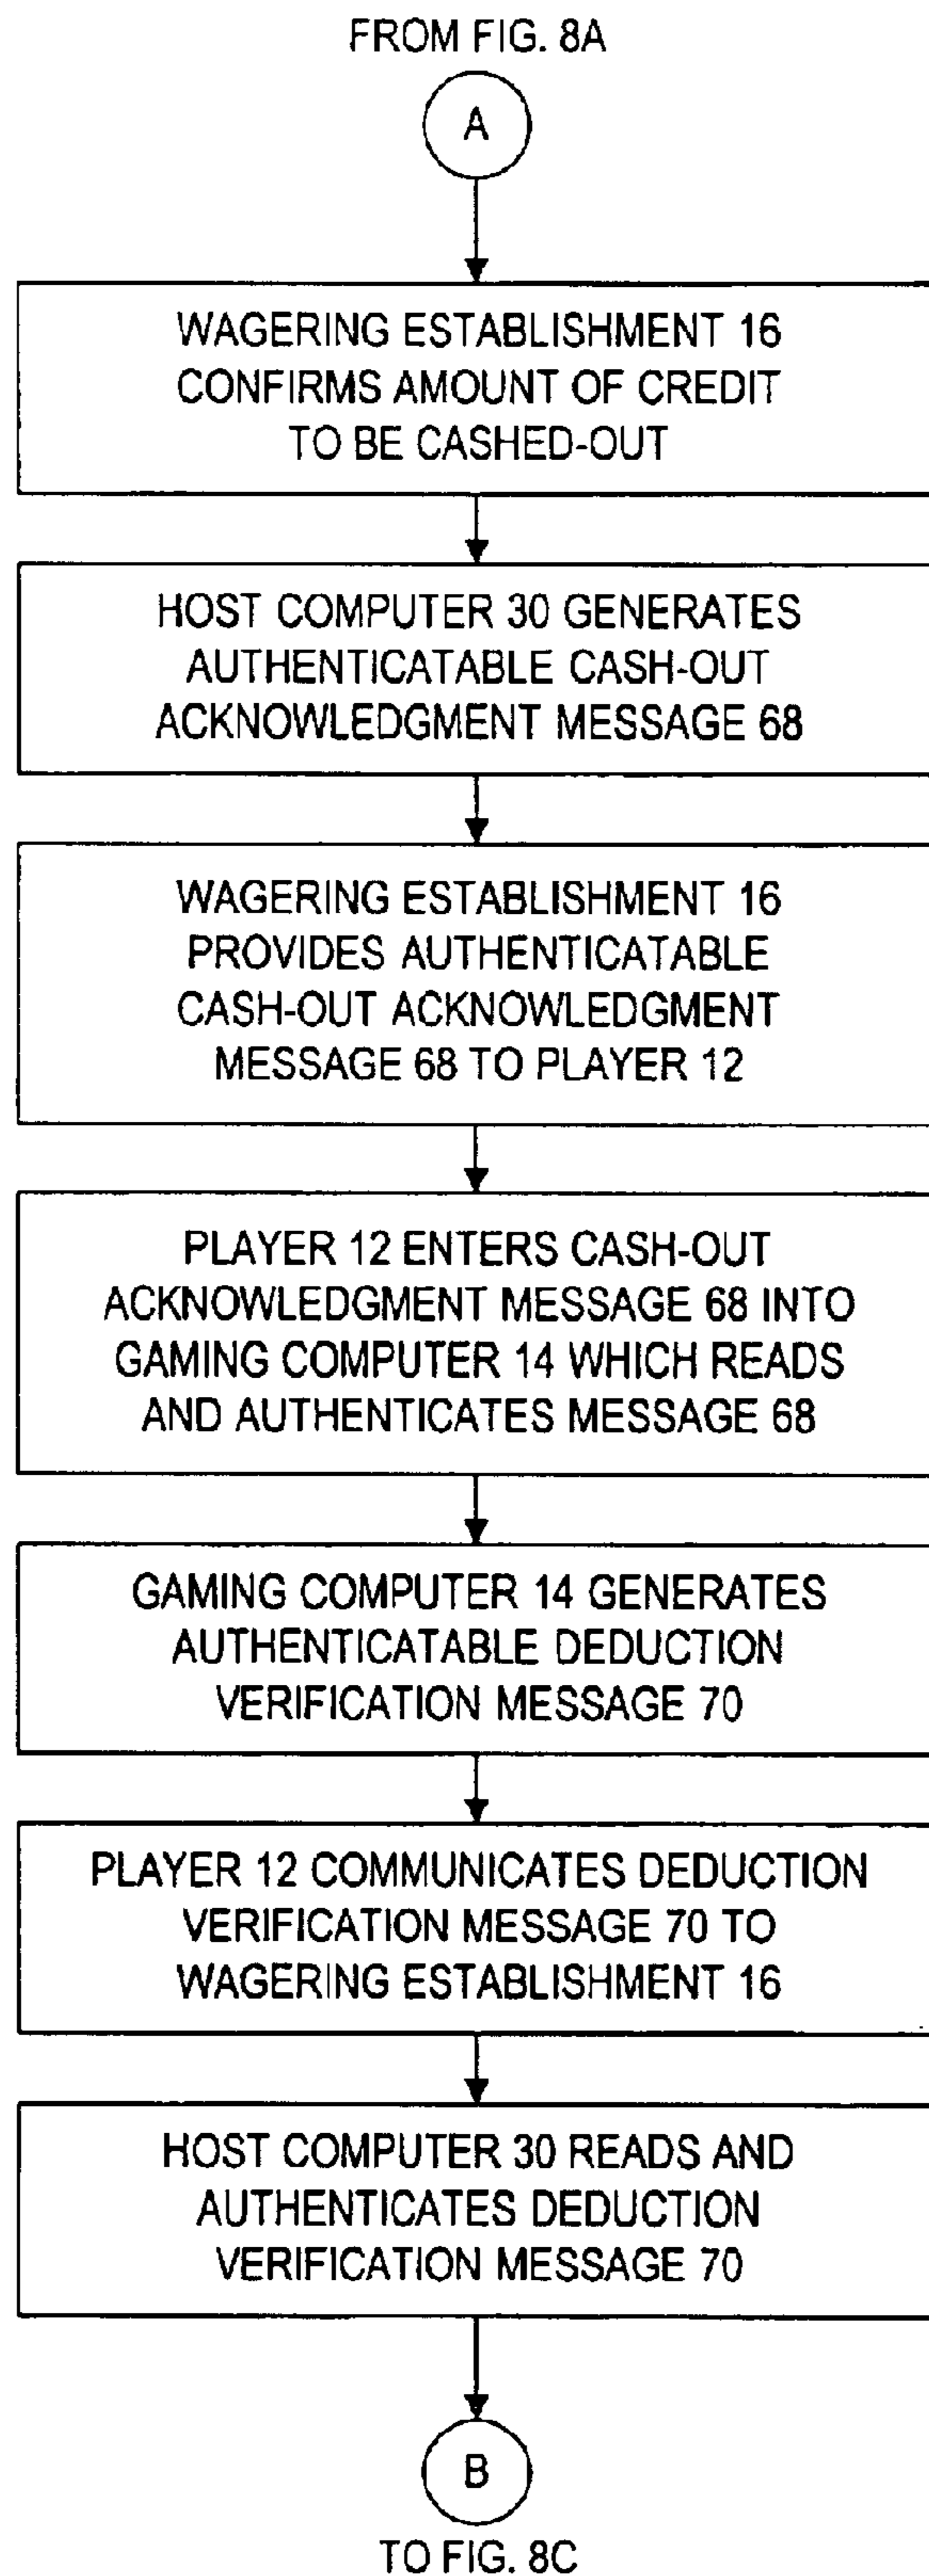 FROM FIG. 8A
A
WAGERING ESTABLISHMENT 16
CONFIRMS AMOUNT OF CREDIT
TO BE CASHED-OUT
HOST COMPUTER 30 GENERATES
AUTHENTICATABLE CASH-OUT
ACKNOWLEDGMENT MESSAGE 68
WAGERING ESTABLISHMENT 16
PROVIDES AUTHENTICATABLE
CASH-OUT ACKNOWLEDGMENT
MESSAGE 68 TO PLAYER 12
PLAYER 12 ENTERS CASH-OUT
ACKNOWLEDGMENT MESSAGE 68 INTO
GAMING COMPUTER 14 WHICH READS
AND AUTHENTICATES MESSAGE 68
GAMING COMPUTER 14 GENERATES
AUTHENTICATABLE DEDUCTION
VERIFICATION MESSAGE 70
PLAYER 12 COMMUNICATES DEDUCTION
VERIFICATION MESSAGE 70 TO
WAGERING ESTABLISHMENT 16
HOST COMPUTER 30 READS AND
AUTHENTICATES DEDUCTION
VERIFICATION MESSAGE 70
B
TO FIG. 8C